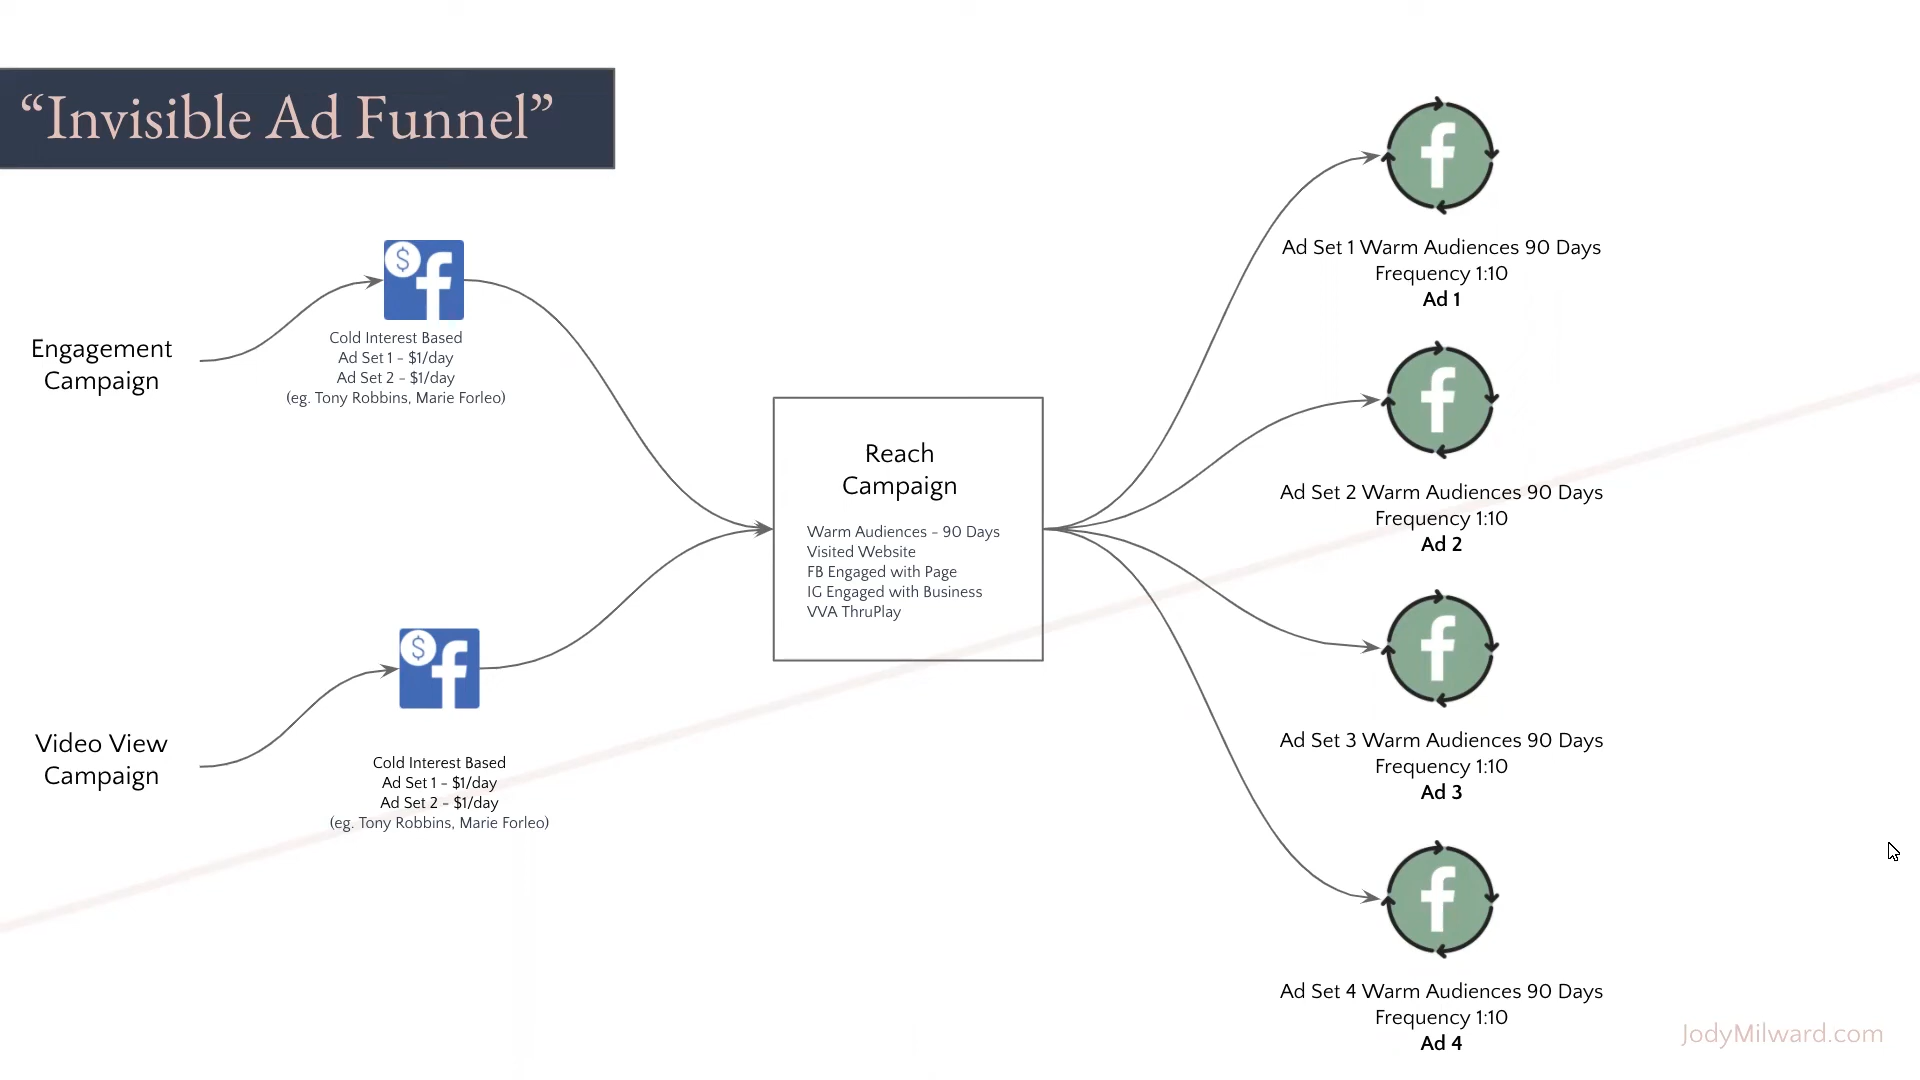 “Invisible Ad Funnel”
Engagement
Campaign
$
Cold Interest Based
Ad Set 1 - $1/day
Ad Set 2 - $1/day
(eg. Tony Robbins, Marie Forleo)
Video View
Campaign
$
Cold Interest Based
Ad Set 1 - $1/day
Ad Set 2 - $1/day
(eg. Tony Robbins, Marie Forleo)
Reach
Campaign
Warm Audiences - 90 Days
Visited Website
FB Engaged with Page
IG Engaged with Business
VVA ThruPlay
Ad Set 1 Warm Audiences 90 Days
Frequency 1:10
Ad 1
Ad Set 2 Warm Audiences 90 Days
Frequency 1:10
Ad 2
Ad Set 3 Warm Audiences 90 Days
Frequency 1:10
Ad 3
Ad Set 4 Warm Audiences 90 Days
Frequency 1:10
Ad 4
JodyMilward.com